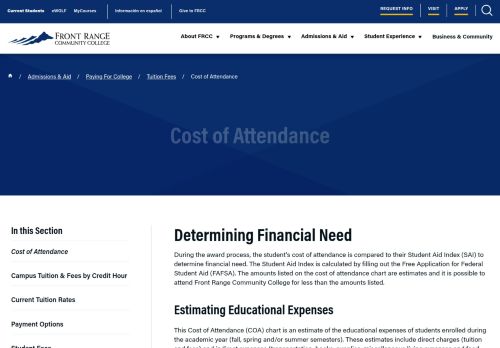 Current Students eWOLF MyCourses Información en español Give to FRCC REQUEST INFO VISIT APPLY
FRONT RANGE
COMMUNITY COLLEGE
About FRCC Programs & Degrees Admissions & Aid Student Experience Business & Community
/ Admissions & Aid / Paying For College / Tuition Fees / Cost of Attendance
Cost of Attendance
In this Section
Cost of Attendance
Campus Tuition & Fees by Credit Hour
Current Tuition Rates
Payment Options
Student Fees
Determining Financial Need
During the award process, the student's cost of attendance is compared to their Student Aid Index (SAI) to
determine financial need. The Student Aid Index is calculated by filling out the Free Application for Federal
Student Aid (FAFSA). The amounts listed on the cost of attendance chart are estimates and it is possible to
attend Front Range Community College for less than the amounts listed.
Estimating Educational Expenses
This Cost of Attendance (COA) chart is an estimate of the educational expenses of students enrolled during
the academic year (fall, spring and/or summer semesters). These estimates include direct charges (tuition